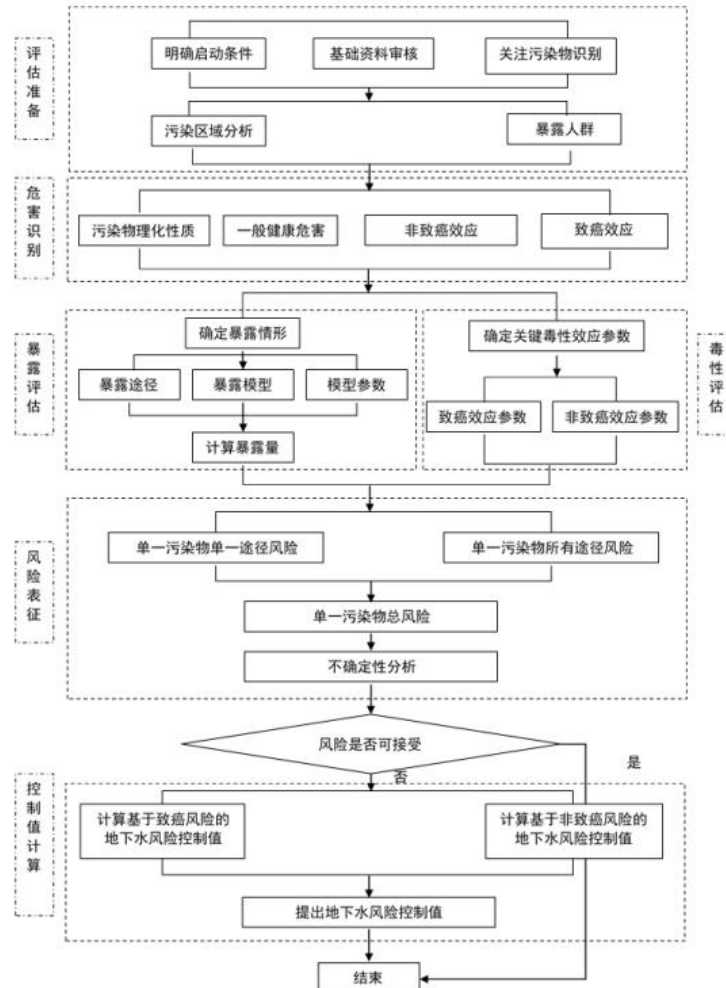 评估准备
明确启动条件
基础资料审核
关注污染物识别
污染区域分析
暴露人群
危害识别
污染物理化性质
一般健康危害
非致癌效应
致癌效应
暴露评估
确定暴露情形
暴露途径
暴露模型
模型参数
计算暴露量
毒性评估
确定关键毒性效应参数
致癌效应参数
非致癌效应参数
风险表征
单一污染物单一途径风险
单一污染物所有途径风险
单一污染物总风险
不确定性分析
风险是否可接受
是
否
控制值计算
计算基于致癌风险的
地下水风险控制值
计算基于非致癌风险的
地下水风险控制值
提出地下水风险控制值
结束